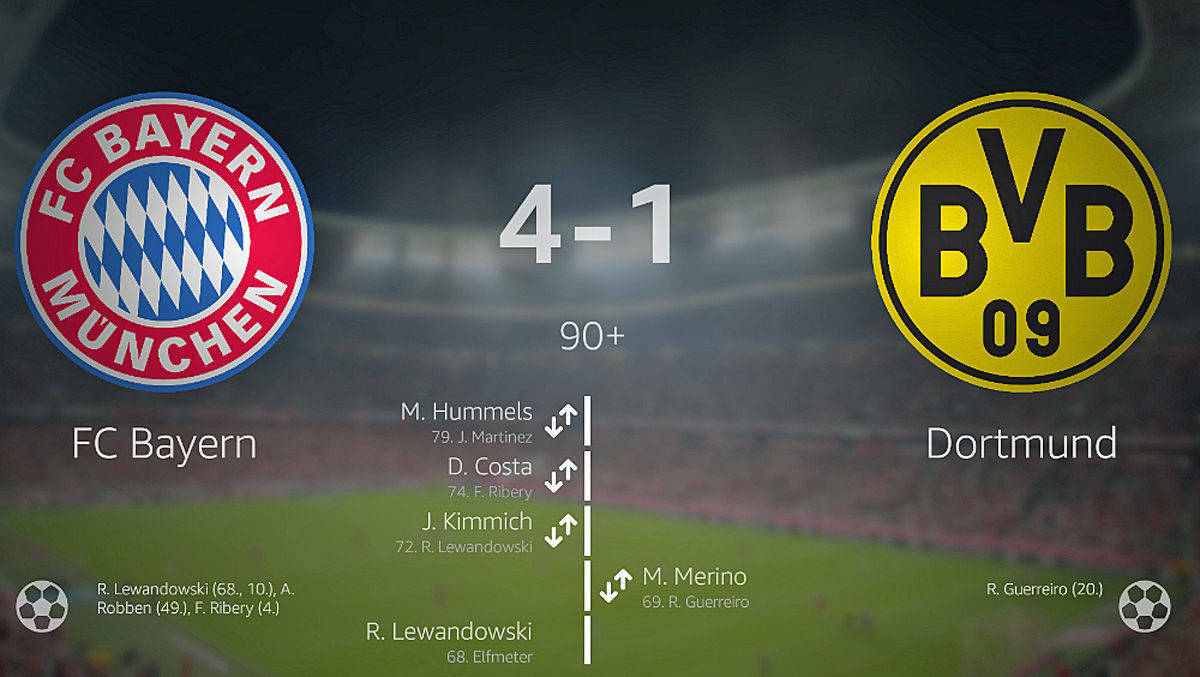 FC BAYERN
MÜNCHEN
4-1
BVB
09
90+
FC Bayern
Dortmund
M. Hummels
79. J. Martinez
D. Costa
74. F. Ribery
J. Kimmich
72. R. Lewandowski
M. Merino
69. R. Guerreiro
R. Lewandowski (68., 10.), A.
Robben (49.), F. Ribery (4.)
R. Guerreiro (20.)
R. Lewandowski
68. Elfmeter